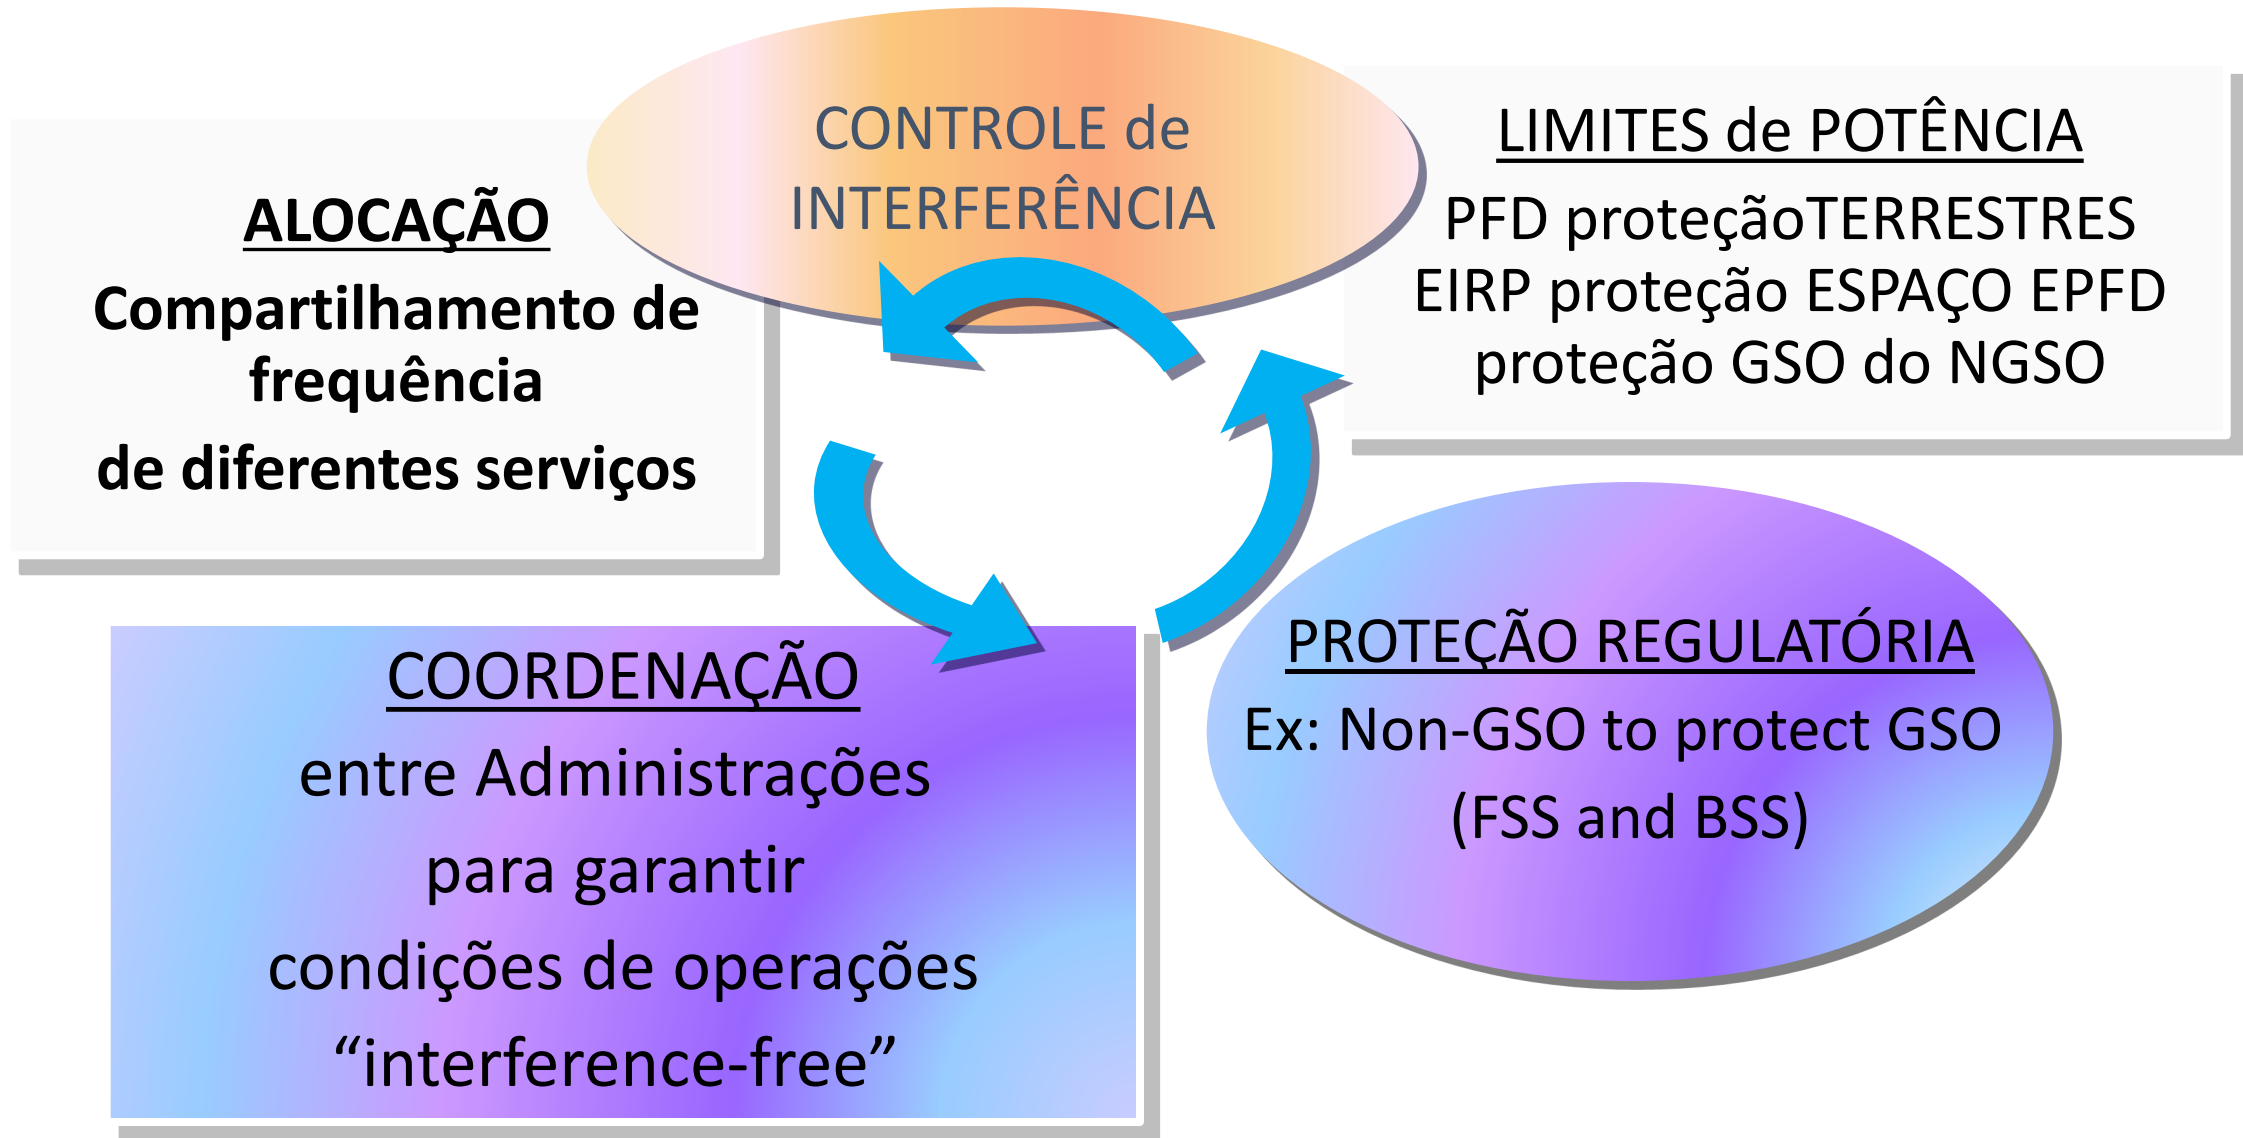 CONTROLE de
INTERFERÊNCIA
ALOCAÇÃO
Compartilhamento de
frequência
de diferentes serviços
LIMITES de POTÊNCIA
PFD proteçãoTERRESTRES
EIRP proteção ESPAÇO EPFD
proteção GSO do NGSO
COORDENAÇÃO
entre Administrações
para garantir
condições de operações
“interference-free”
PROTEÇÃO REGULATÓRIA
Ex: Non-GSO to protect GSO
(FSS and BSS)